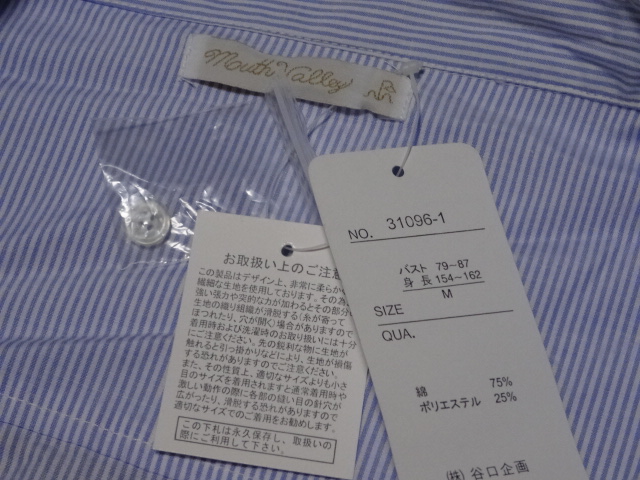 Mouth Valley
NO. 31096-1
バスト 79~87
身長 154~162
SIZE M
QUA.
綿 75%
ポリエステル 25%
(株)谷口企画
お取扱い上のご注意
この製品はデザイン上、非常に柔らか
繊細な生地を使用しております。その為
強い張力や突的な力が加わるとその部分
生地の織り組織が滑脱する(糸が寄って
ほつれたり、穴が開く)場合がありますので
着用時および洗濯時のお取り扱いには十分
にご注意ください。先の鋭利な物に生地が
触れると引っ掛かりなどにより、生地が損傷
する恐れがありますのでご注意ください。
また、その性質上、適切なサイズよりも小さ
目のサイズを着用されますと通常着用時や
激しい動作の際に各部の縫い目の針穴が
広がったり、滑脱する恐れがありますので
適切なサイズでのご着用をお勧めします。
この下札は永久保存し、取扱いの
際にご利用して下さい。